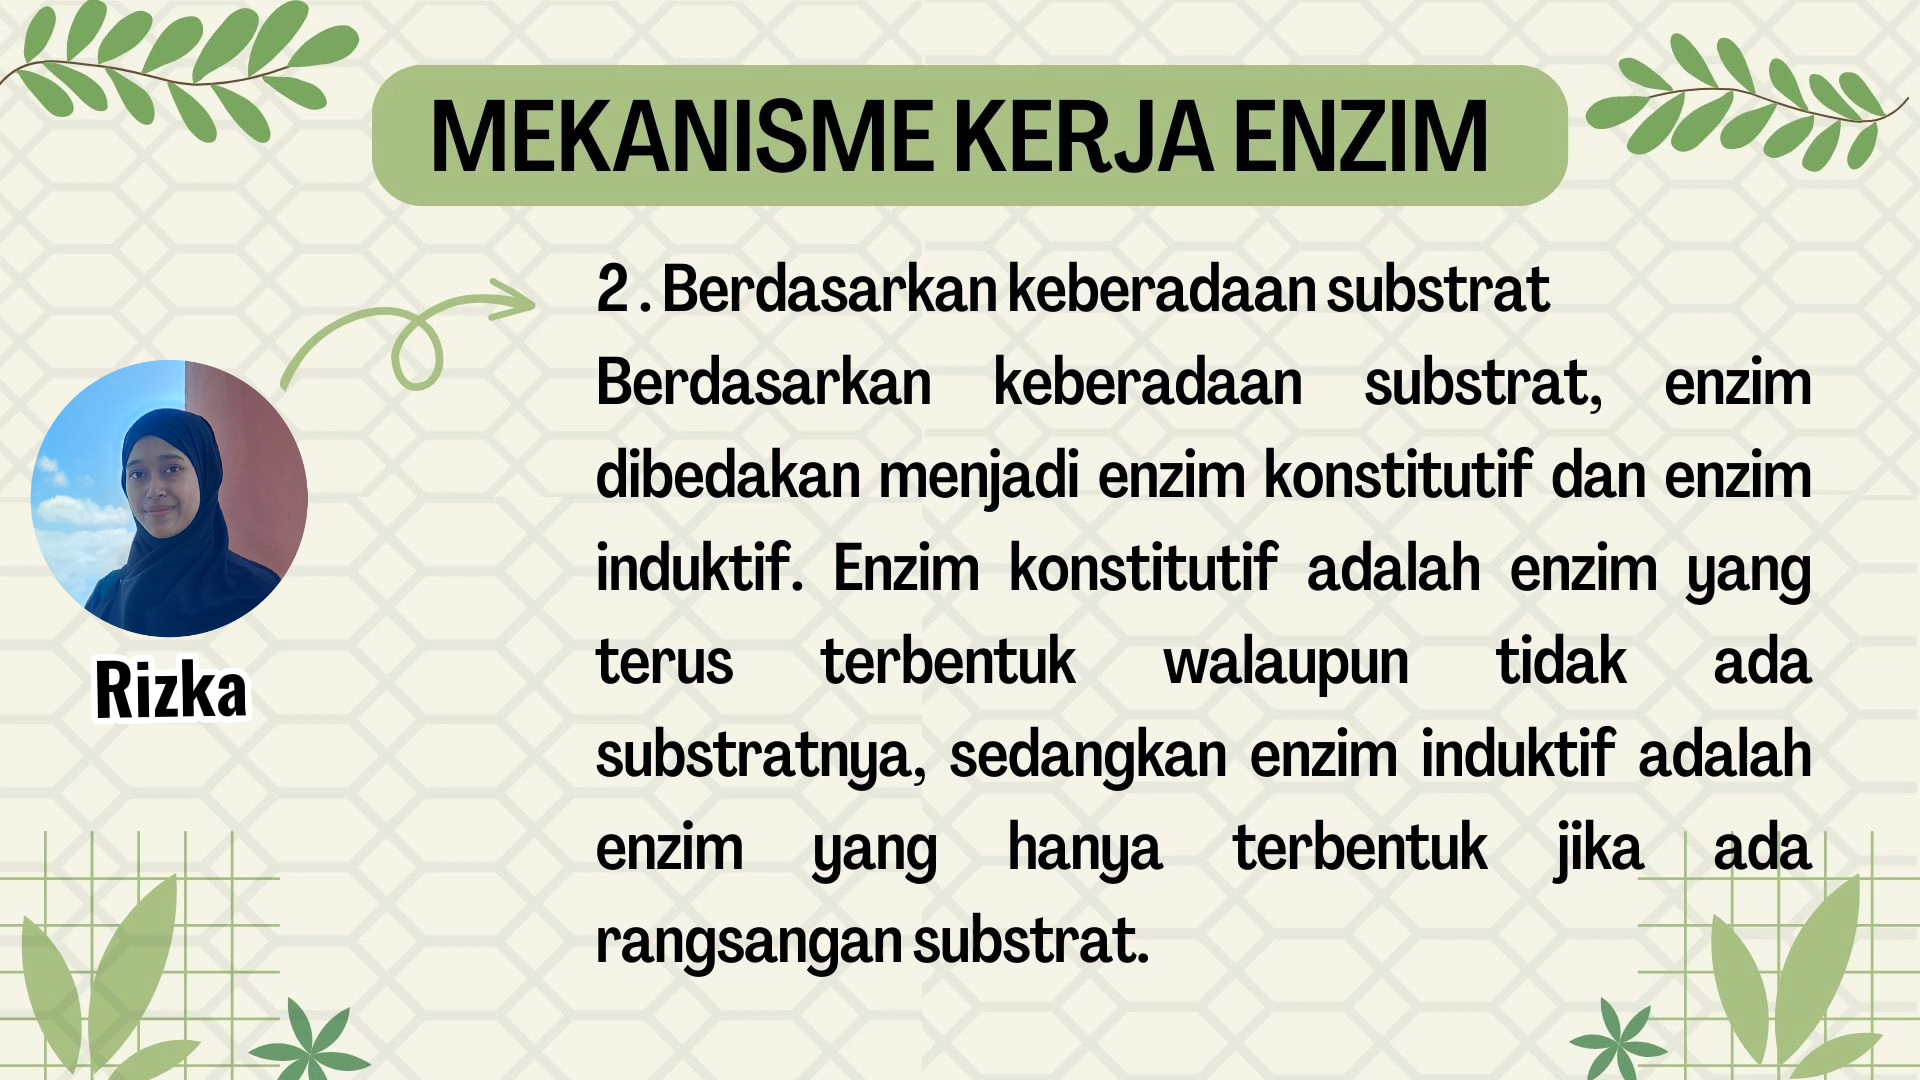 MEKANISME KERJA ENZIM
2 . Berdasarkan keberadaan substrat
Berdasarkan keberadaan substrat, enzim
dibedakan menjadi enzim konstitutif dan enzim
induktif. Enzim konstitutif adalah enzim yang
terus terbentuk walaupun tidak ada
substratnya, sedangkan enzim induktif adalah
enzim yang hanya terbentuk jika ada
rangsangan substrat.
Rizka